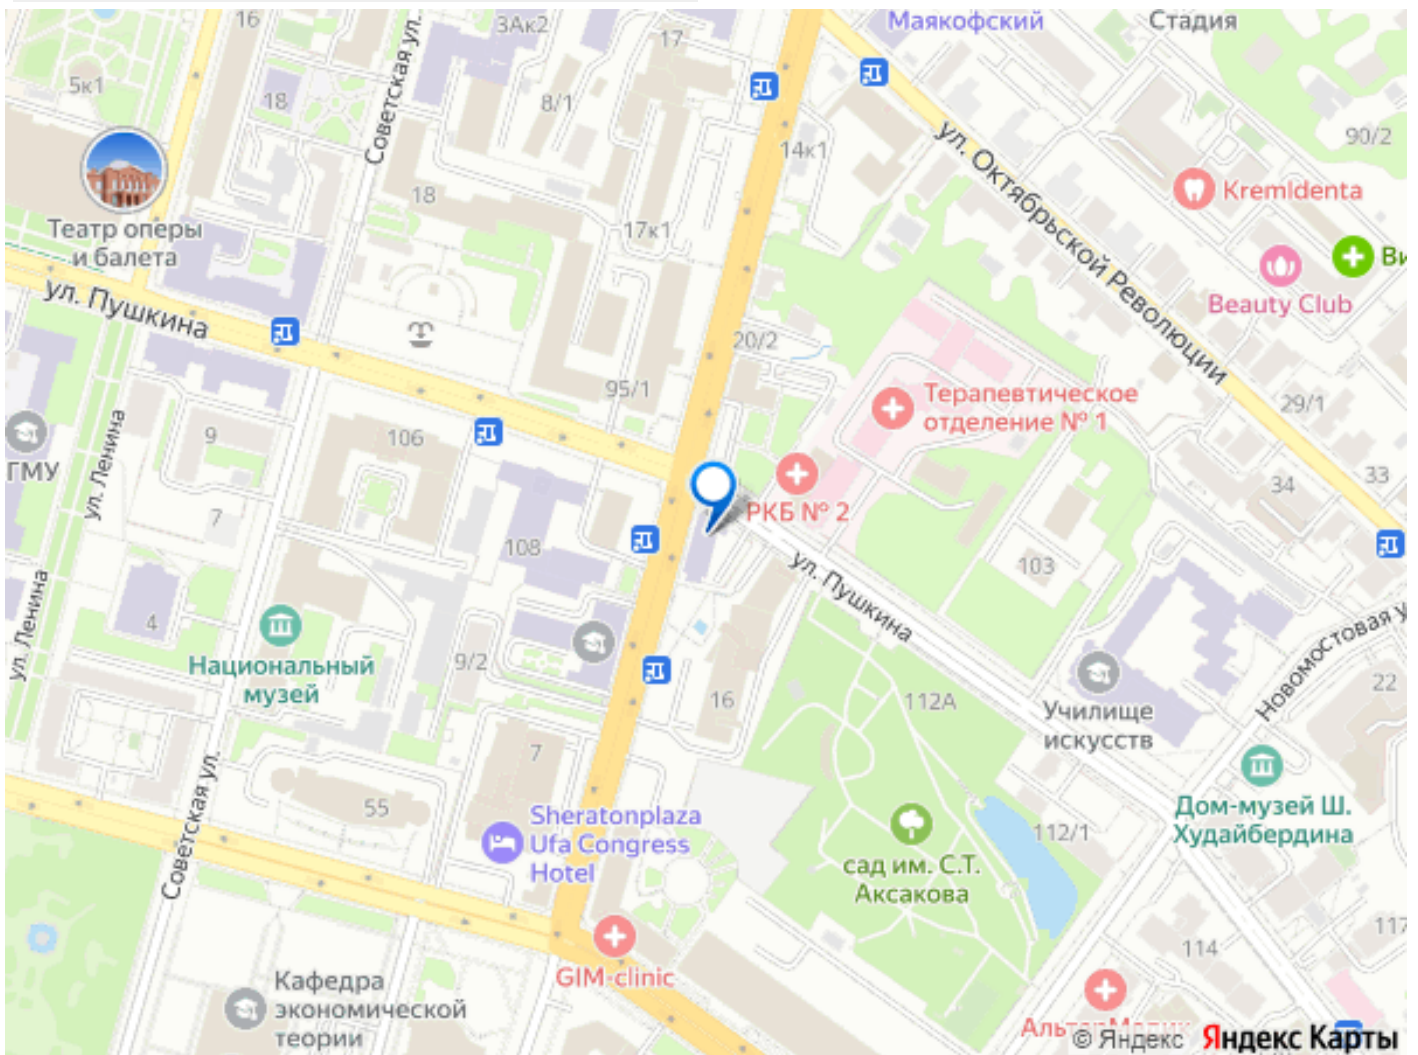 16
3Ак2
17
Маякофский
Стадия
5к1
18
8/1
Советская ул.
14к1
90/2
ул. Октябрьской Революции
KremIdenta
18
Театр оперы
и балета
17к1
Beauty Club
ул. Пушкина
20/2
95/1
Терапевтическое
отделение № 1
29/1
ГМУ
ул. Ленина
9
106
33
34
7
РКБ № 2
108
103
ул. Пушкина
ул. Ленина
4
Национальный
музей
9/2
16
112А
Новомостовая у
22
Училище
искусств
7
55
Советская ул.
Sheratonplaza
Ufa Congress
Hotel
Дом-музей Ш.
Худайбердина
112/1
сад им. С.Т.
Аксакова
117
114
GIM-clinic
Кафедра
экономической
теории
© Яндекс Яндекс Карты